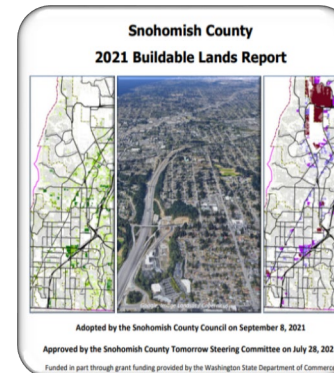 Snohomish County
2021 Buildable Lands Report
Adopted by the Snohomish County Council on September 8, 2021
Approved by the Snohomish County Tomorrow Steering Committee on July 28, 202
Funded in part through grant funding provided by the Washington State Department of Commerc